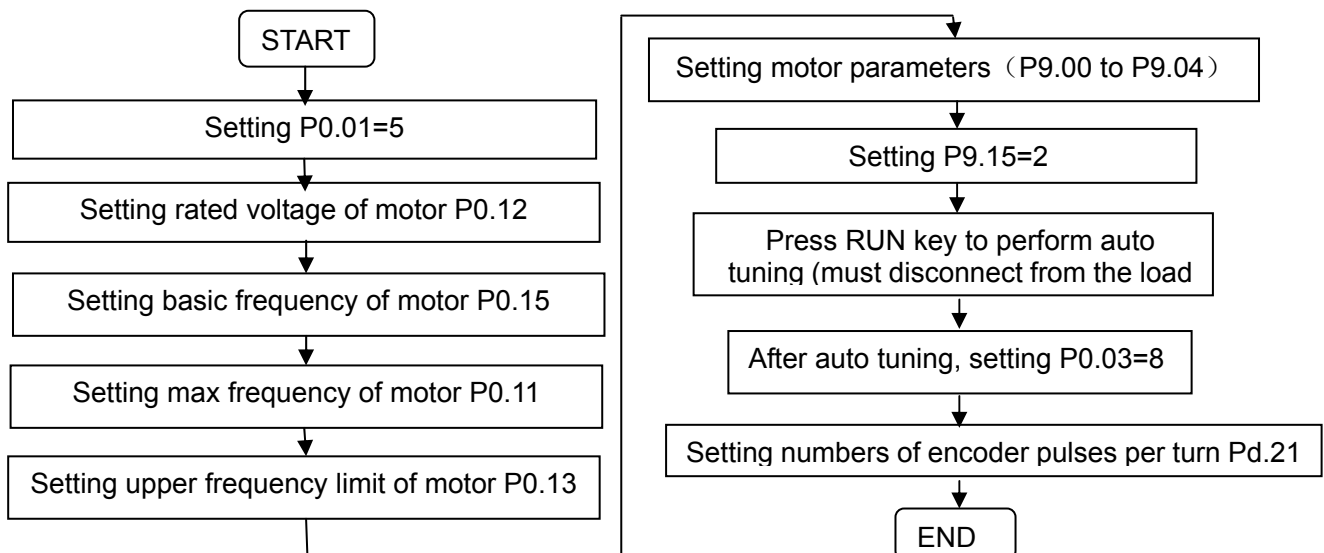 START
Setting P0.01=5
Setting rated voltage of motor P0.12
Setting basic frequency of motor P0.15
Setting max frequency of motor P0.11
Setting upper frequency limit of motor P0.13
Setting motor parameters（P9.00 to P9.04）
Setting P9.15=2
Press RUN key to perform auto
tuning (must disconnect from the load
After auto tuning, setting P0.03=8
Setting numbers of encoder pulses per turn Pd.21
END